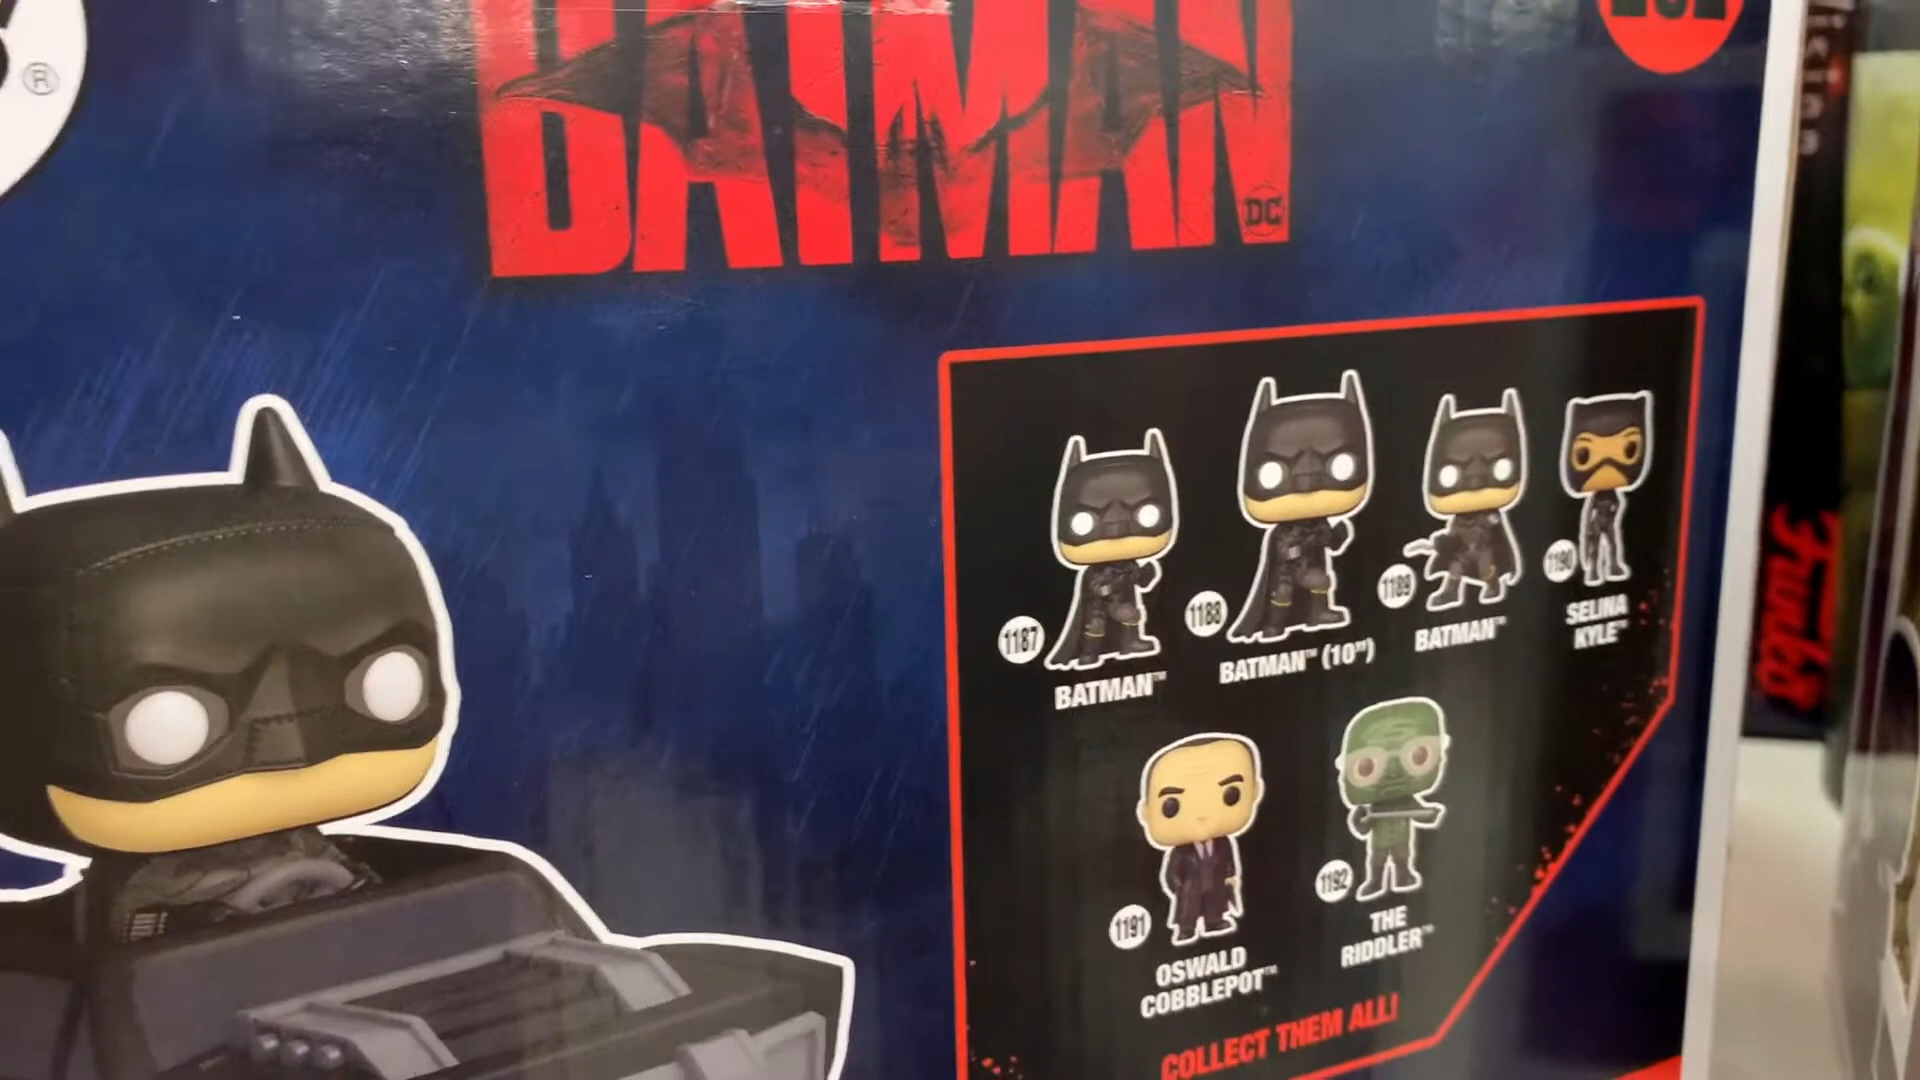 ®
BATMAN
DC
1187
BATMAN™
1188
BATMAN™ (10")
1189
BATMAN™
1190
SELINA
KYLE™
1191
OSWALD
COBBLEPOT™
1192
THE
RIDDLER™
COLLECT THEM ALL!
Funko